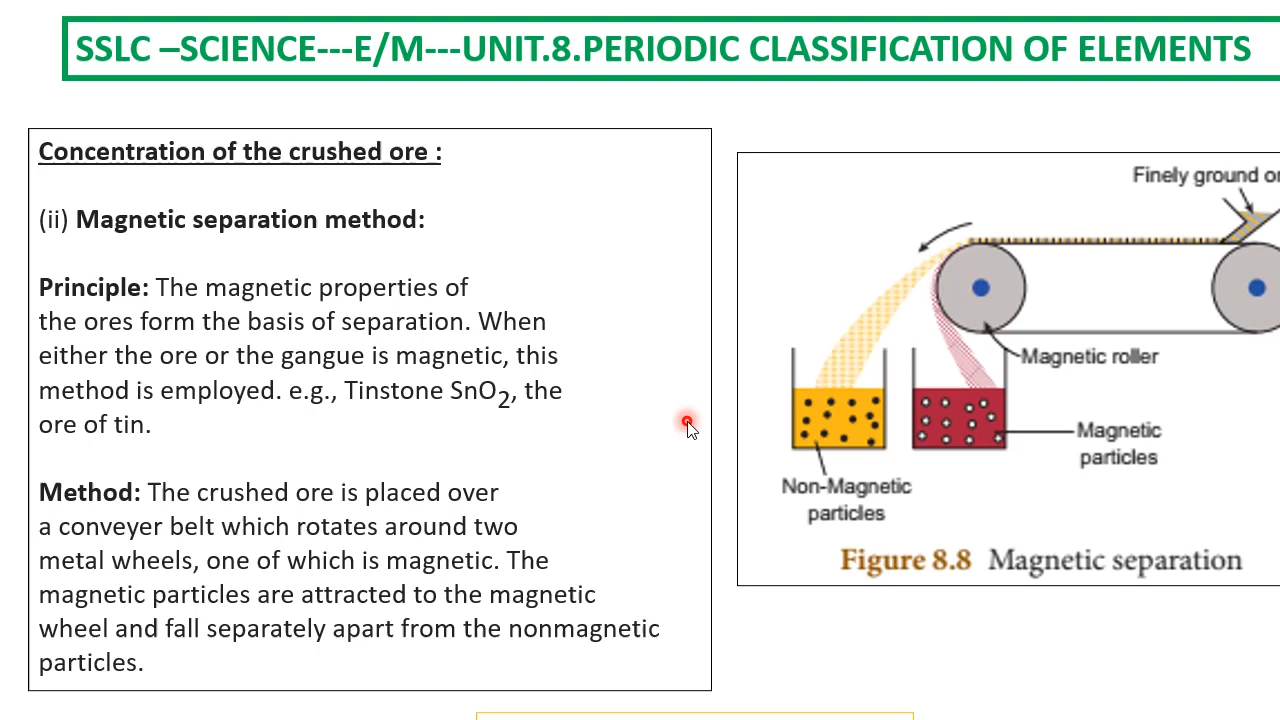 SSLC –SCIENCE---E/M---UNIT.8.PERIODIC CLASSIFICATION OF ELEMENTS
Concentration of the crushed ore :
(ii) Magnetic separation method:
Principle: The magnetic properties of
the ores form the basis of separation. When
either the ore or the gangue is magnetic, this
method is employed. e.g., Tinstone SnO2, the
ore of tin.
Method: The crushed ore is placed over
a conveyer belt which rotates around two
metal wheels, one of which is magnetic. The
magnetic particles are attracted to the magnetic
wheel and fall separately apart from the nonmagnetic
particles.
Finely ground
Magnetic roller
Magnetic
particles
Non-Magnetic
particles
Figure 8.8 Magnetic separation